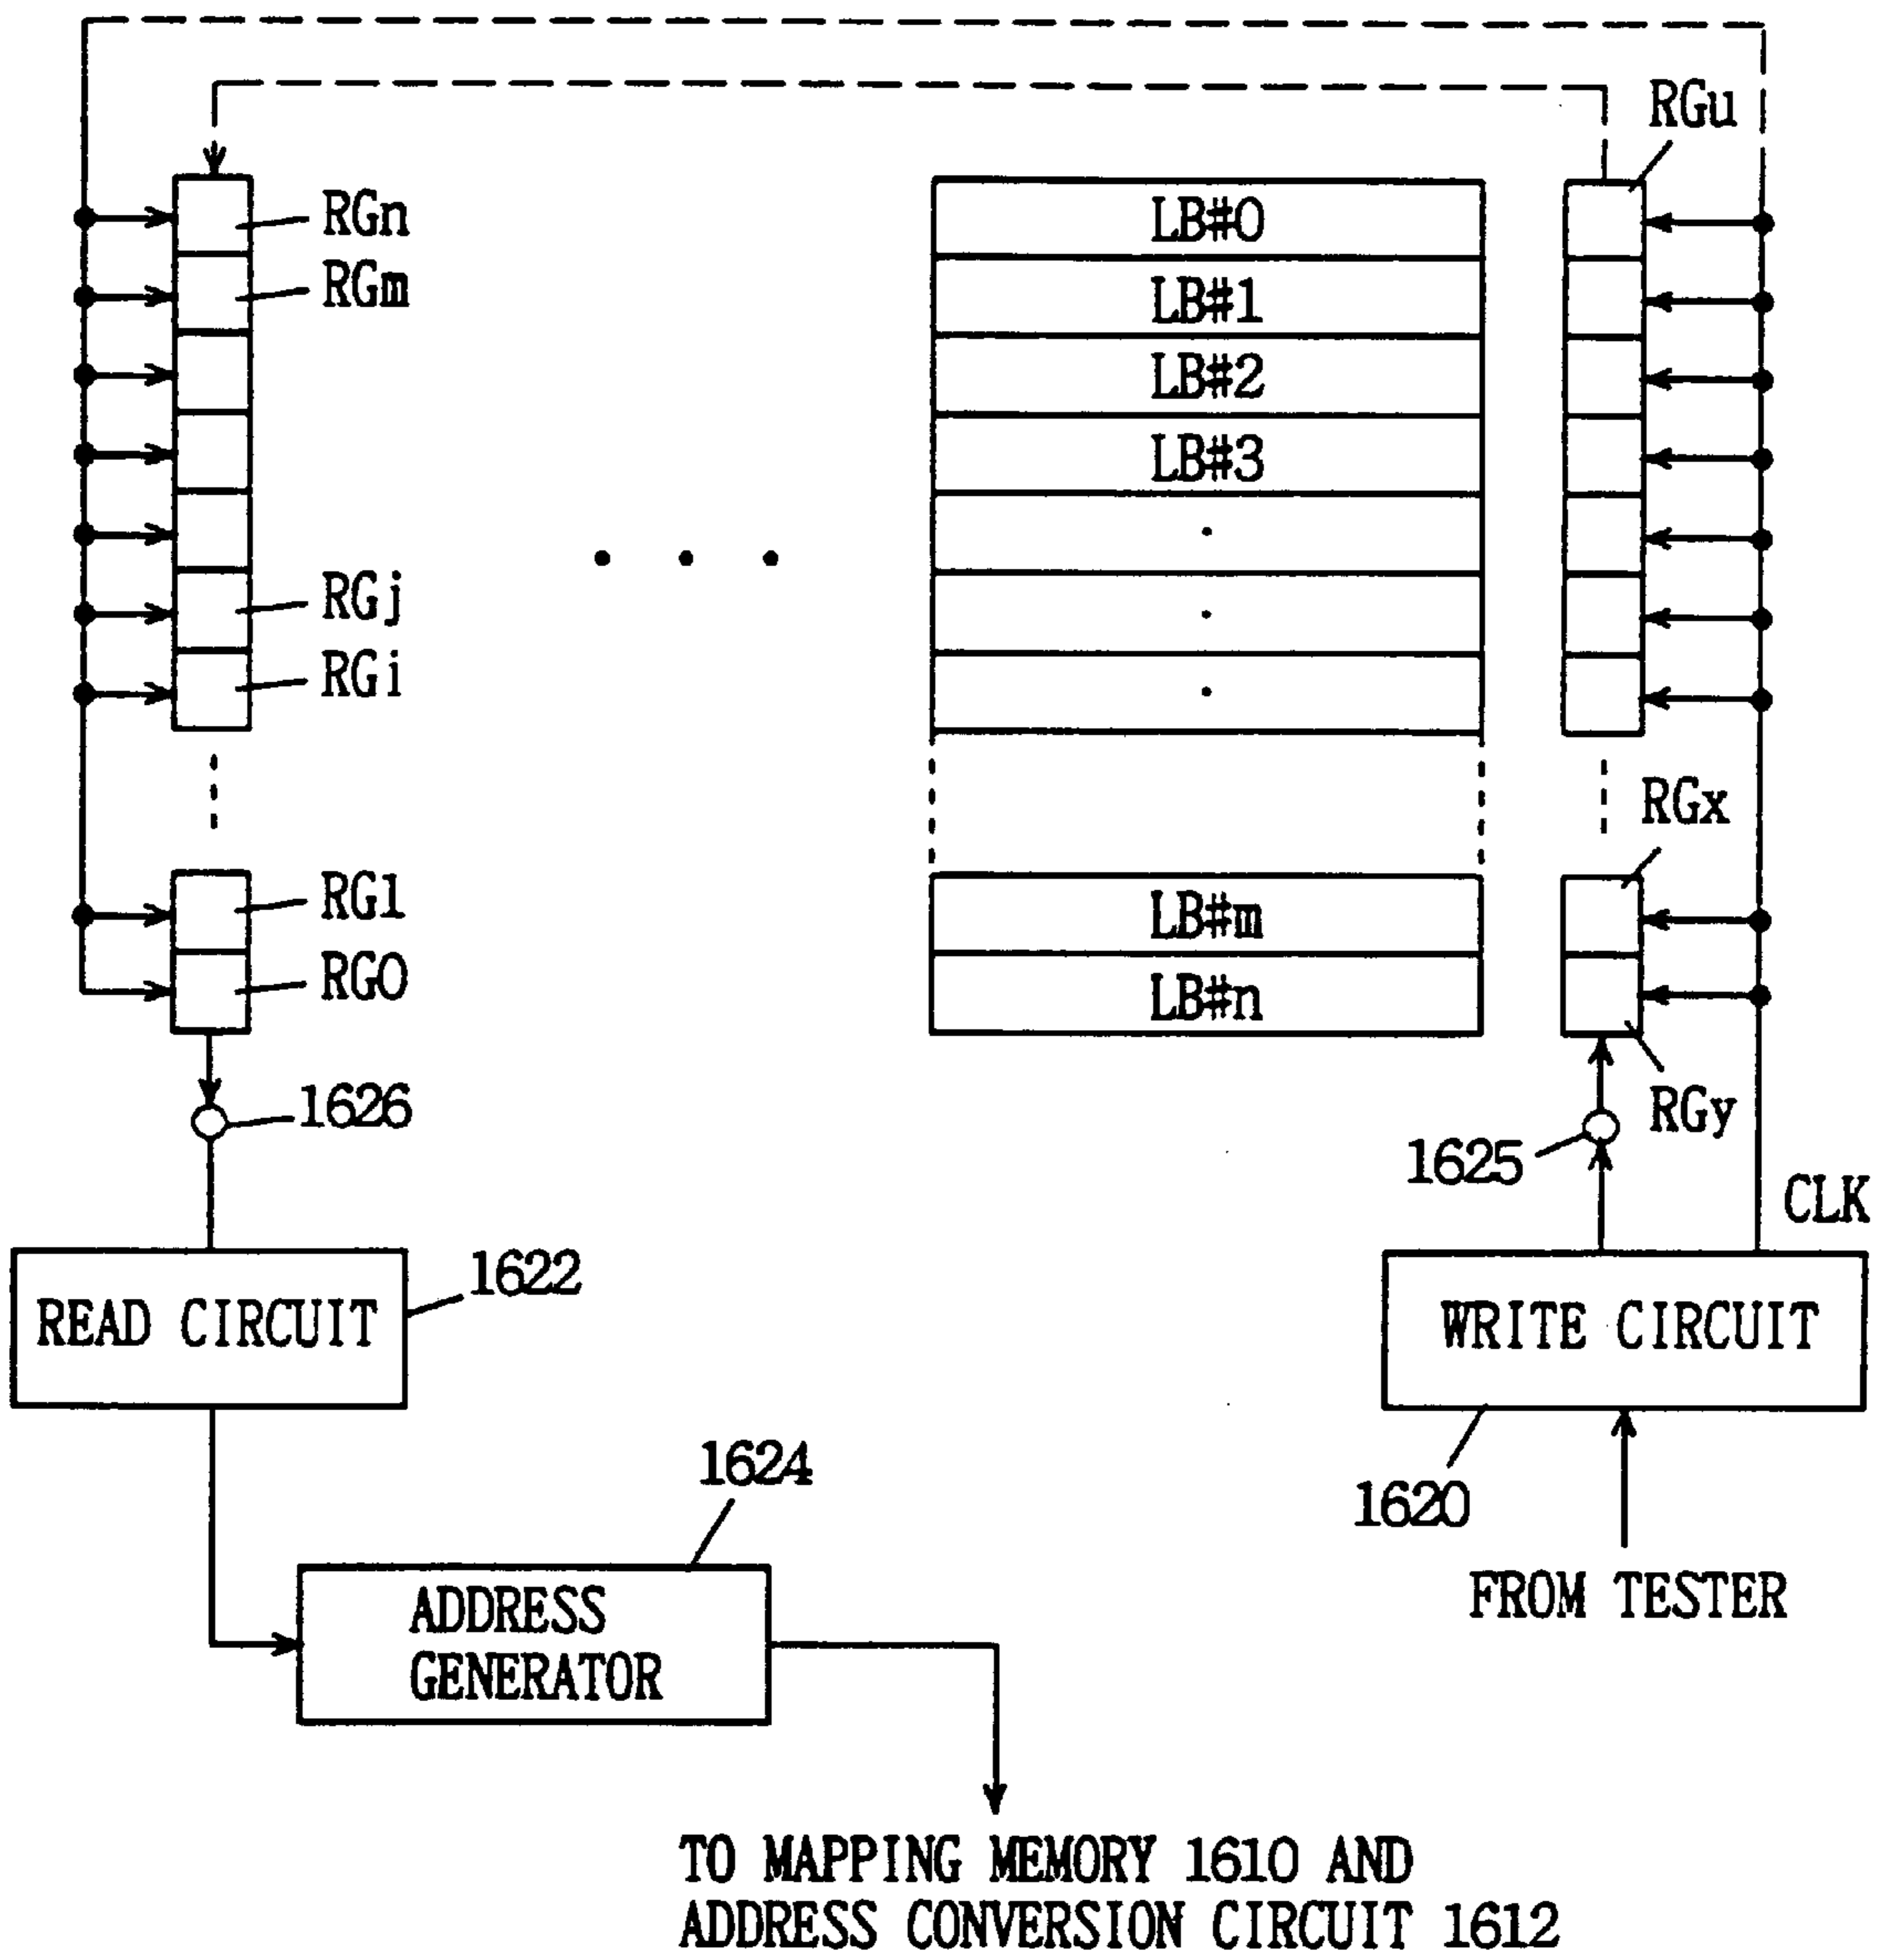 RGu
RGn
LB#0
RGm
LB#1
LB#2
LB#3
RGj
RGi
RGx
RG1
LB#m
RG0
LB#n
1626
RGy
1625
CLK
1622
READ CIRCUIT
WRITE CIRCUIT
1624
1620
ADDRESS
GENERATOR
FROM TESTER
TO MAPPING MEMORY 1610 AND
ADDRESS CONVERSION CIRCUIT 1612